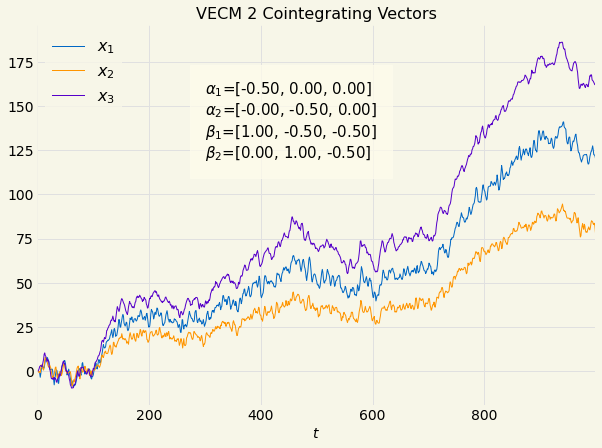 VECM 2 Cointegrating Vectors
x₁
x₂
x₃
α₁=[-0.50, 0.00, 0.00]
α₂=[-0.00, -0.50, 0.00]
β₁=[1.00, -0.50, -0.50]
β₂=[0.00, 1.00, -0.50]
175
150
125
100
75
50
25
0
0 200 400 600 800
t